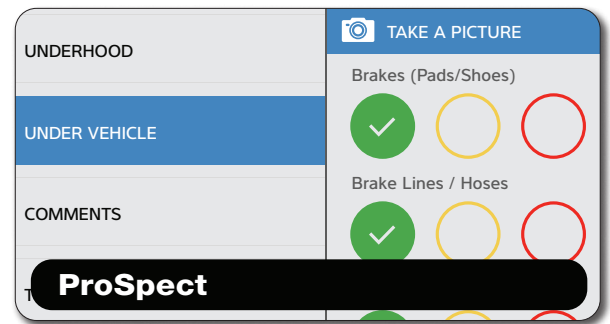 UNDERHOOD
UNDER VEHICLE
COMMENTS
TAKE A PICTURE
Brakes (Pads/Shoes)
Brake Lines / Hoses
ProSpect